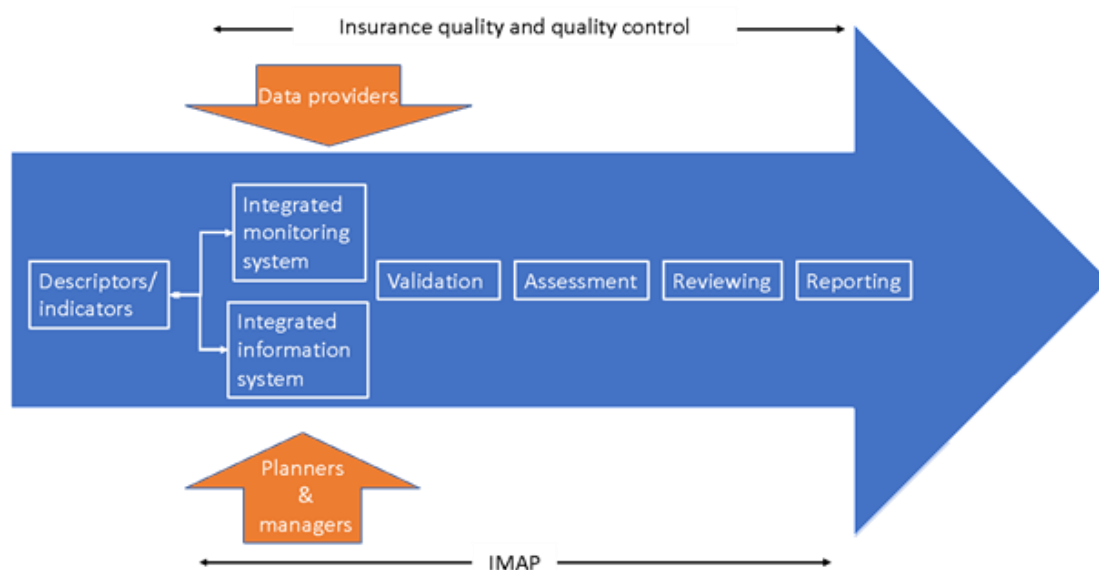 Insurance quality and quality control
Data providers
Integrated
monitoring
system
Descriptors/
indicators
Validation
Assessment
Reviewing
Reporting
Integrated
information
system
Planners
&
managers
IMAP